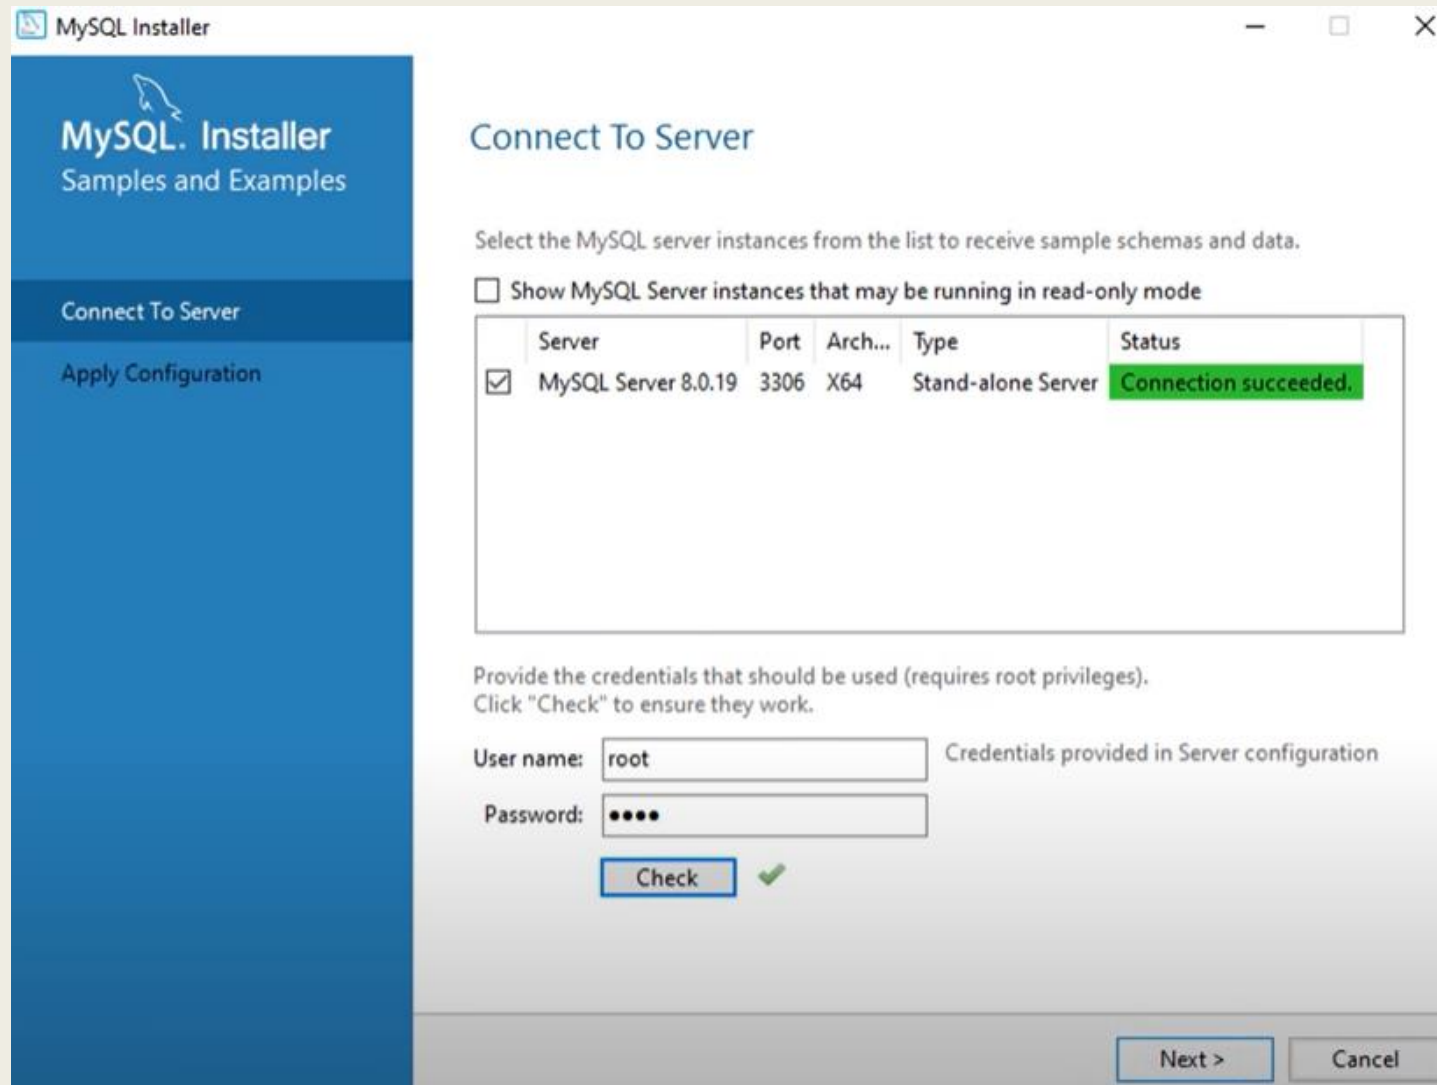 MySQL Installer
MySQL. Installer
Samples and Examples
Connect To Server
Apply Configuration
Connect To Server
Select the MySQL server instances from the list to receive sample schemas and data.
Show MySQL Server instances that may be running in read-only mode
Server Port Arch... Type Status
MySQL Server 8.0.19 3306 X64 Stand-alone Server Connection succeeded.
Provide the credentials that should be used (requires root privileges).
Click "Check" to ensure they work.
User name: root Credentials provided in Server configuration
Password: ••••
Check
Next > Cancel